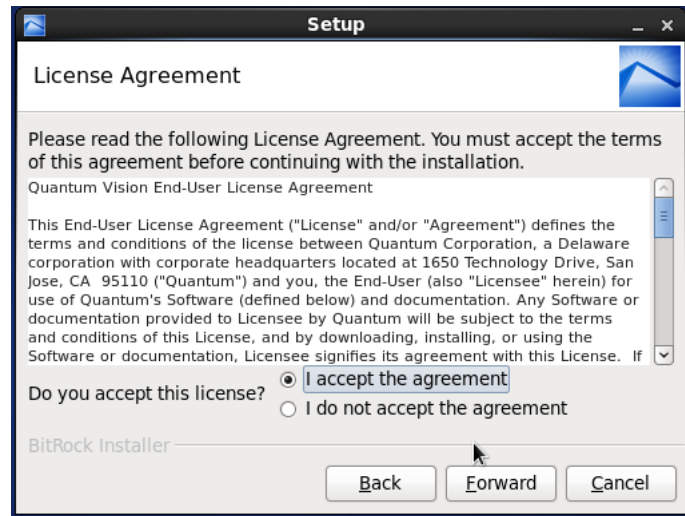 Setup
License Agreement
Please read the following License Agreement. You must accept the terms
of this agreement before continuing with the installation.
Quantum Vision End-User License Agreement
This End-User License Agreement ("License" and/or "Agreement") defines the
terms and conditions of the license between Quantum Corporation, a Delaware
corporation with corporate headquarters located at 1650 Technology Drive, San
Jose, CA  95110 ("Quantum") and you, the End-User (also "Licensee" herein) for
use of Quantum's Software (defined below) and documentation. Any Software or
documentation provided to Licensee by Quantum will be subject to the terms
and conditions of this License, and by downloading, installing, or using the
Software or documentation, Licensee signifies its agreement with this License.  If
Do you accept this license?
I accept the agreement
I do not accept the agreement
BitRock Installer
Back
Forward
Cancel